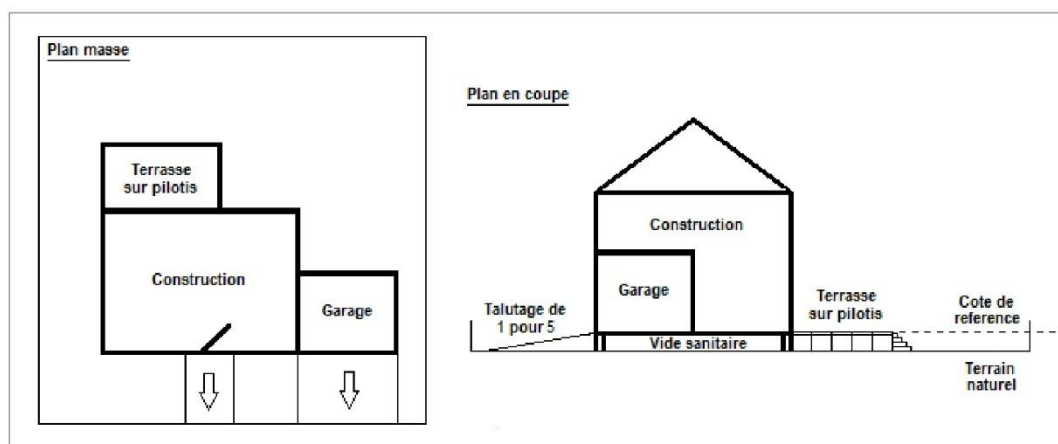 Plan masse
Terrasse
sur pilotis
Construction
Garage
Plan en coupe
Construction
Garage
Talutage de
1 pour 5
Vide sanitaire
Terrasse
sur pilotis
Cote de
reference
Terrain
naturel